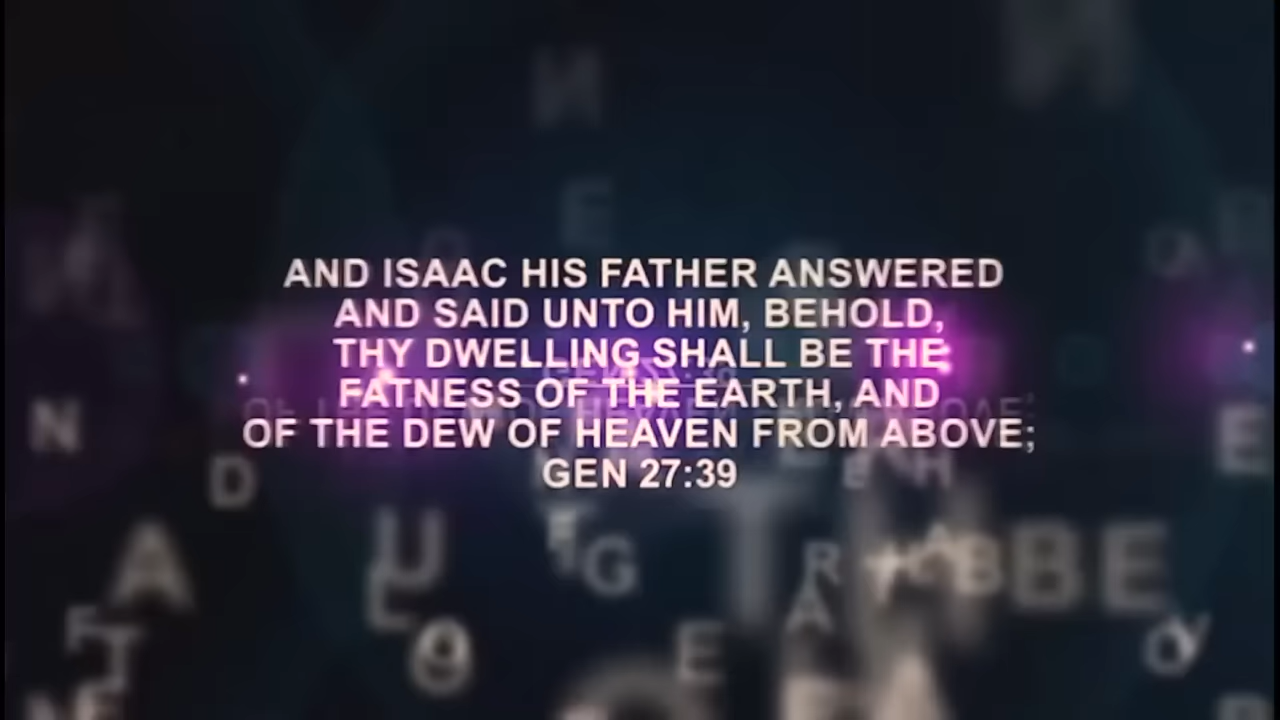 AND ISAAC HIS FATHER ANSWERED
AND SAID UNTO HIM, BEHOLD,
THY DWELLING SHALL BE THE
FATNESS OF THE EARTH, AND
OF THE DEW OF HEAVEN FROM ABOVE;
GEN 27:39